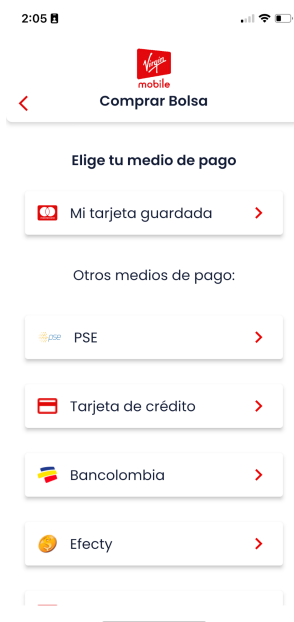 2:05
Virgin
mobile
Comprar Bolsa
Elige tu medio de pago
Mi tarjeta guardada
Otros medios de pago:
pse PSE
Tarjeta de crédito
Bancolombia
Efecty